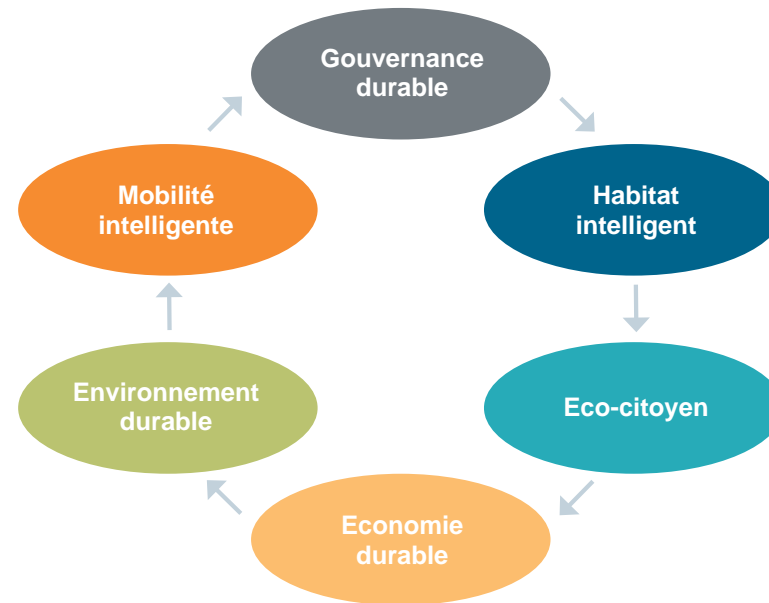 Gouvernance
durable
Habitat
intelligent
Eco-citoyen
Economie
durable
Environnement
durable
Mobilité
intelligente